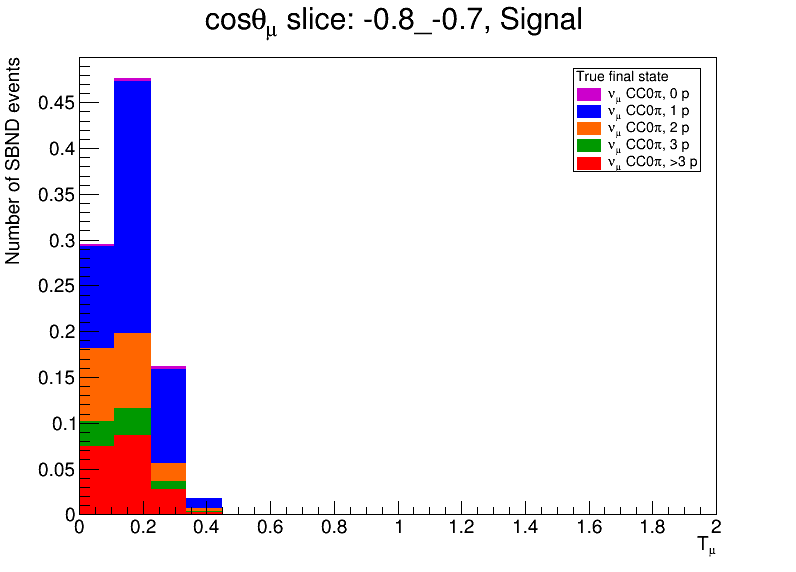 cosθμ slice: -0.8_-0.7, Signal
Number of SBND events
True final state
νμ CC0π, 0 p
νμ CC0π, 1 p
νμ CC0π, 2 p
νμ CC0π, 3 p
νμ CC0π, >3 p
0.45
0.4
0.35
0.3
0.25
0.2
0.15
0.1
0.05
0
0 0.2 0.4 0.6 0.8 1 1.2 1.4 1.6 1.8 2
Tμ